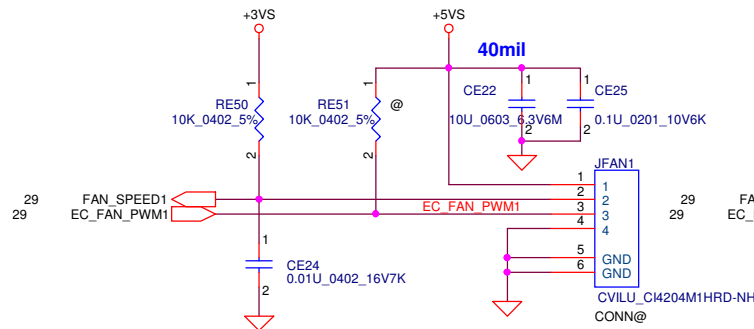 +3VS
+5VS
40mil
1
RE50
10K_0402_5%
2
1
RE51
10K_0402_5%
@
2
1
CE22
10U_0603_6.3V6M
2
1
CE25
0.1U_0201_10V6K
2
JFAN1
29
FAN_SPEED1
1
1
2
2
29
29
EC_FAN_PWM1
EC_FAN_PWM1
3
3
29
4
4
5
GND
6
GND
1
CE24
0.01U_0402_16V7K
2
CVILU_CI4204M1HRD-NH
CONN@